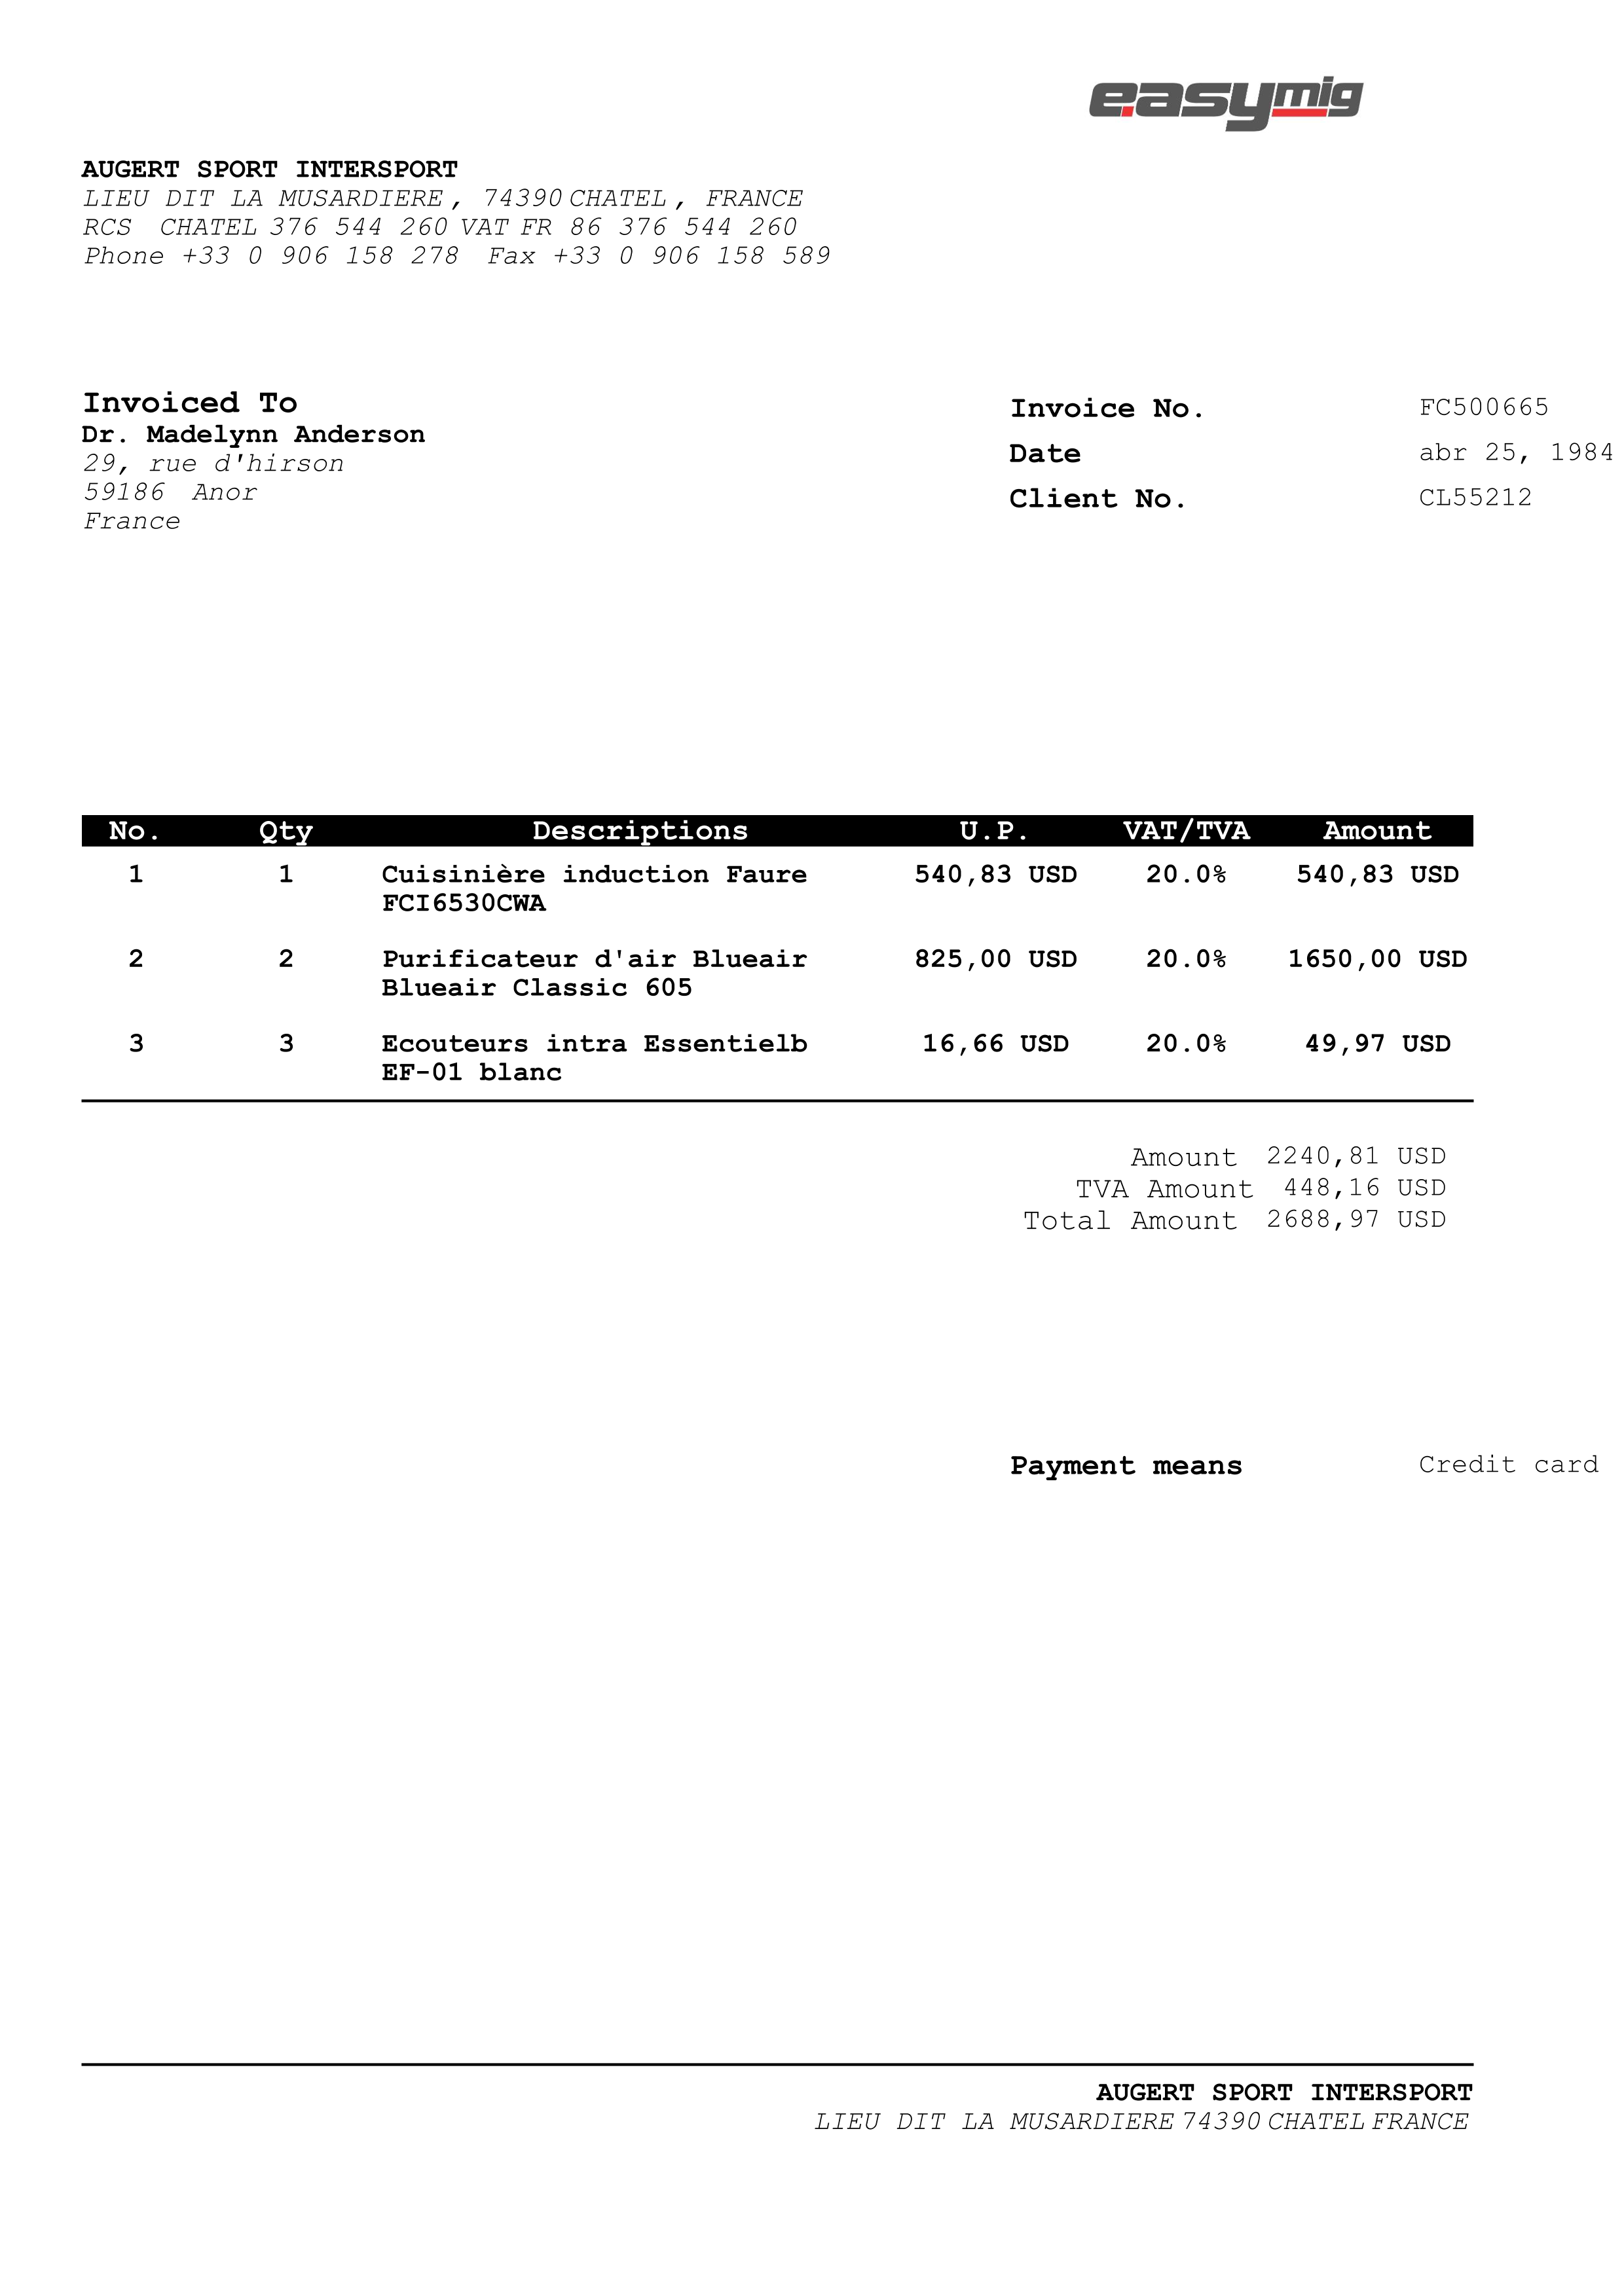 easymig
AUGERT SPORT INTERSPORT
LIEU DIT LA MUSARDIERE, 74390 CHATEL, FRANCE
RCS CHATEL 376 544 260 VAT FR 86 376 544 260
Phone +33 0 906 158 278 Fax +33 0 906 158 589
Invoiced To
Dr. Madelynn Anderson
29, rue d'hirson
59186 Anor
France
Invoice No. FC500665
Date abr 25, 1984
Client No. CL55212
No. Qty Descriptions U.P. VAT/TVA Amount
1 1 Cuisinière induction Faure 540,83 USD 20.0% 540,83 USD
FCI6530CWA
2 2 Purificateur d'air Blueair 825,00 USD 20.0% 1650,00 USD
Blueair Classic 605
3 3 Ecouteurs intra Essentielb 16,66 USD 20.0% 49,97 USD
EF-01 blanc
Amount 2240,81 USD
TVA Amount 448,16 USD
Total Amount 2688,97 USD
Payment means Credit card
AUGERT SPORT INTERSPORT
LIEU DIT LA MUSARDIERE 74390 CHATEL FRANCE